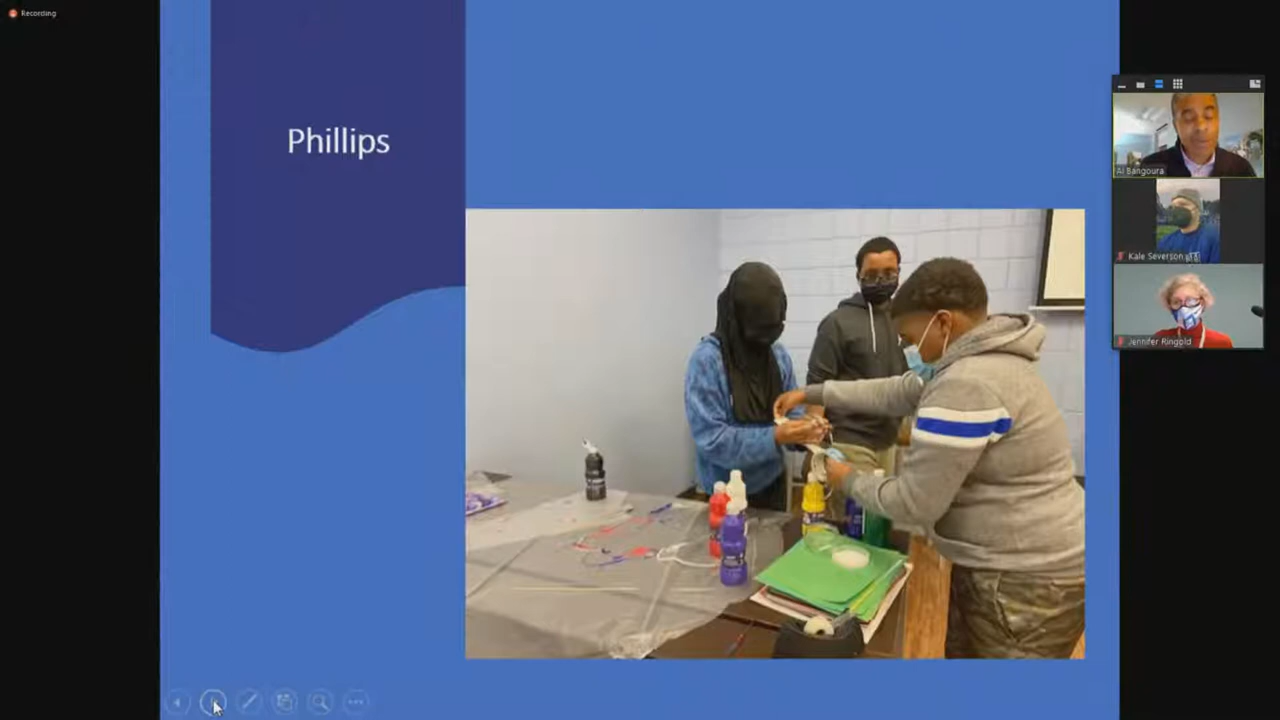 Recording
Phillips
Al Bangoura
Kale Severson
Jennifer Ringold